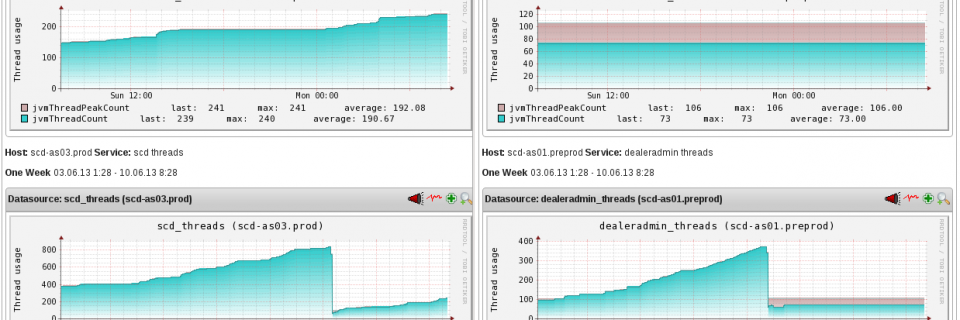 120
200
100
100
80
60
40
20
0
0
Thread usage
Thread usage
Sun 12:00 Mon 00:00
Sun 12:00 Mon 00:00
jvmThreadPeakCount last: 241 max: 241 average: 192.08
jvmThreadCount last: 239 max: 240 average: 190.67
jvmThreadPeakCount last: 106 max: 106 average: 106.00
jvmThreadCount last: 73 max: 73 average: 73.00
Host: scd-as03.prod Service: scd threads
One Week 03.06.13 1:28 - 10.06.13 8:28
Datasource: scd_threads (scd-as03.prod)
scd_threads (scd-as03.prod)
Thread usage
800
600
400
200
0
Host: scd-as01.preprod Service: dealeradmin threads
One Week 03.06.13 1:28 - 10.06.13 8:28
Datasource: dealeradmin_threads (scd-as01.preprod)
dealeradmin_threads (scd-as01.preprod)
RRDTOOL / TOBI OETIKER
RRDTOOL / TOBI OETIKER
Thread usage
400
300
200
100
0